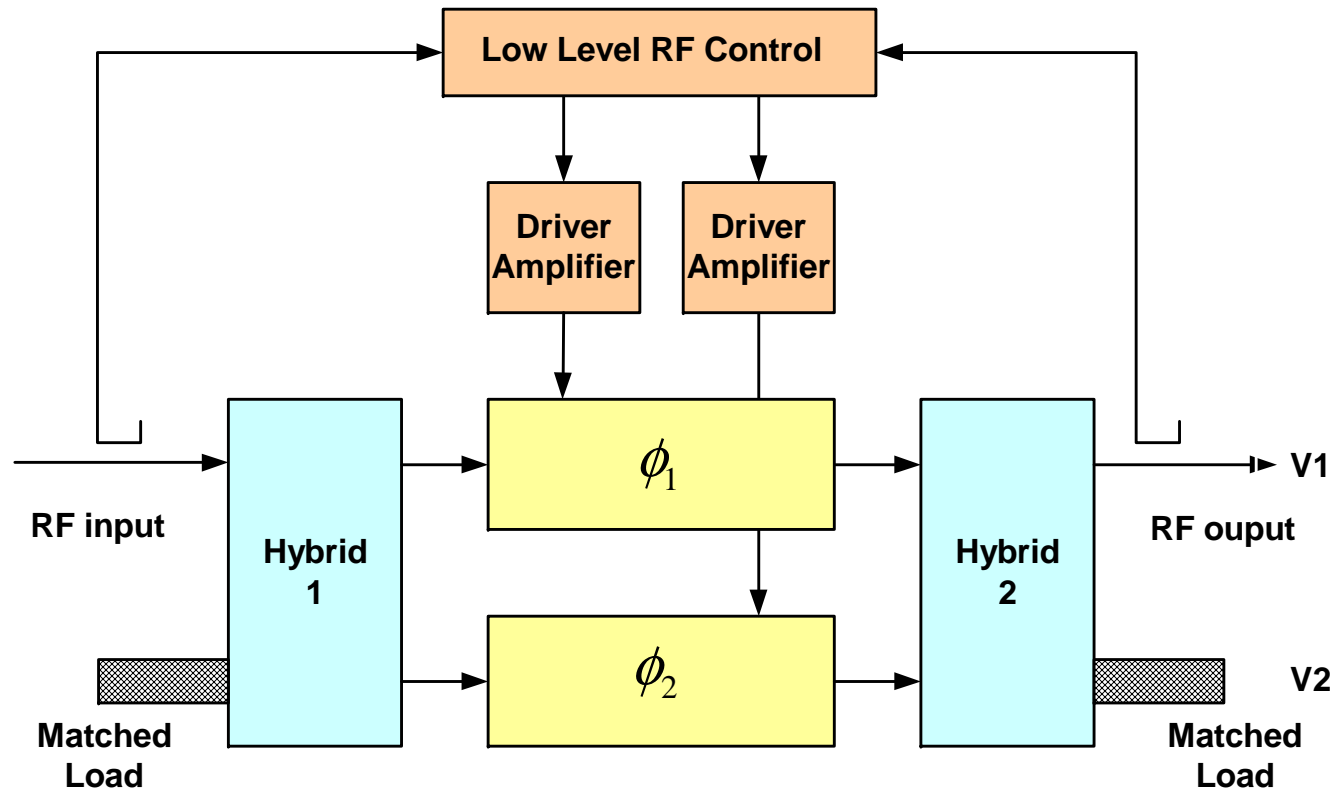 Low Level RF Control
Driver
Amplifier
Driver
Amplifier
ϕ₁
V1
RF input
RF ouput
Hybrid
1
Hybrid
2
ϕ₂
V2
Matched
Load
Matched
Load